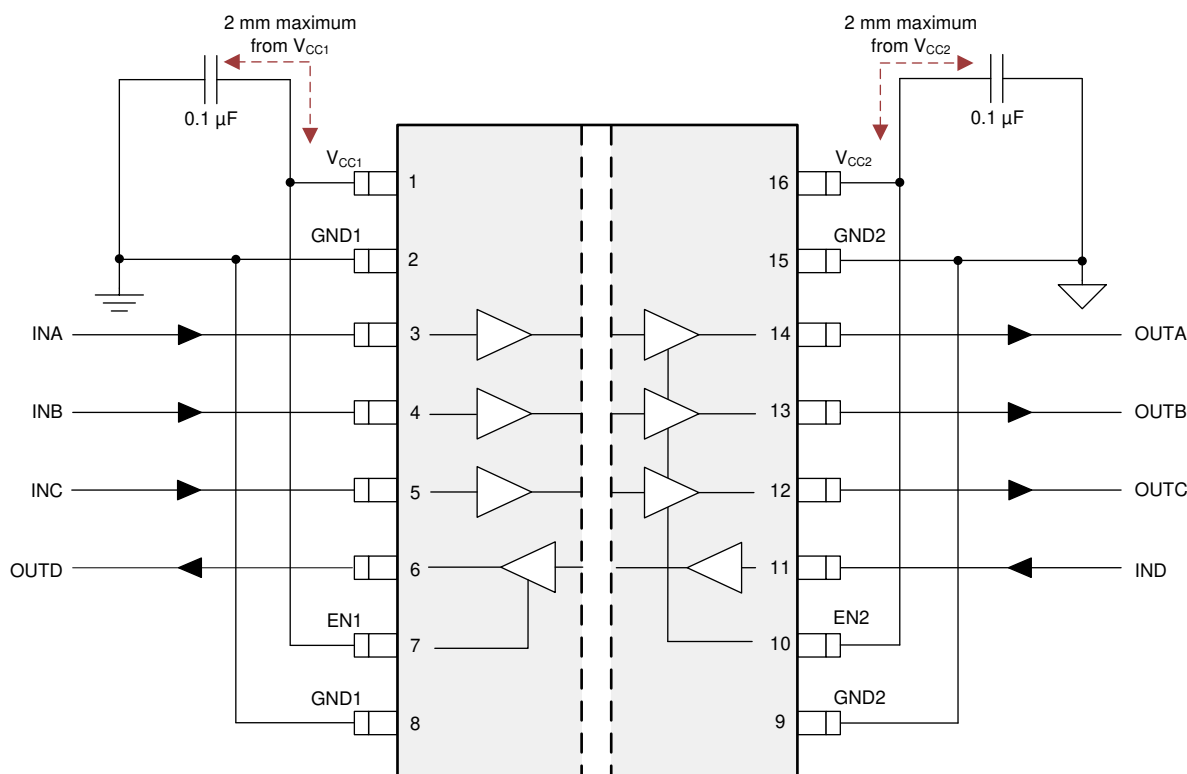 2 mm maximum
from VCC1
2 mm maximum
from VCC2
0.1 µF
0.1 µF
VCC1
1
16
VCC2
GND1
2
15
GND2
INA
3
14
OUTA
INB
4
13
OUTB
INC
5
12
OUTC
OUTD
6
11
IND
EN1
7
10
EN2
GND1
8
9
GND2